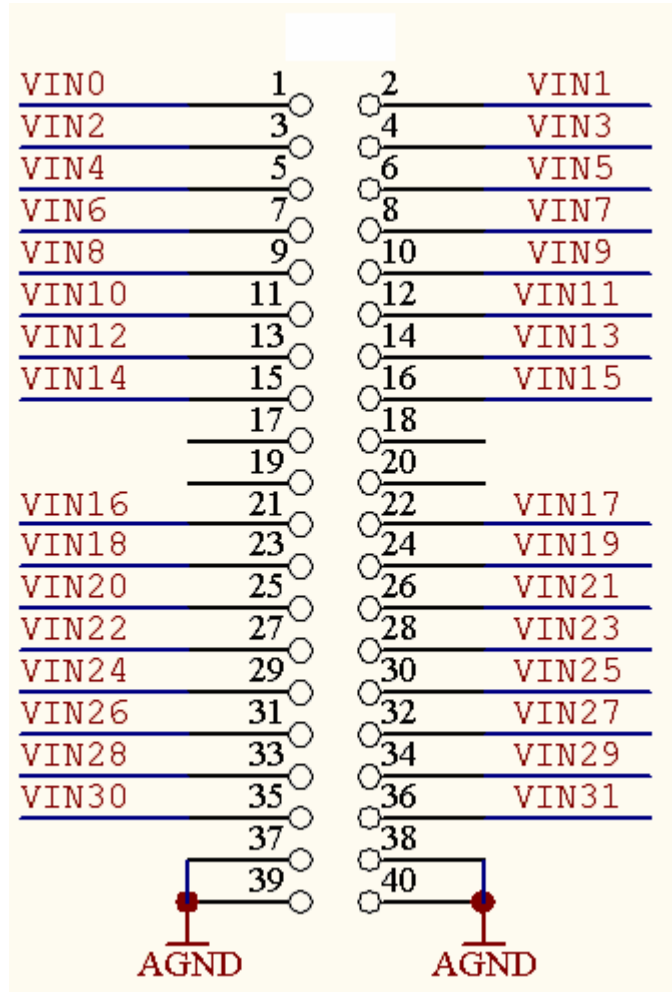 VIN0 1 2 VIN1
VIN2 3 4 VIN3
VIN4 5 6 VIN5
VIN6 7 8 VIN7
VIN8 9 10 VIN9
VIN10 11 12 VIN11
VIN12 13 14 VIN13
VIN14 15 16 VIN15
17 18
19 20
VIN16 21 22 VIN17
VIN18 23 24 VIN19
VIN20 25 26 VIN21
VIN22 27 28 VIN23
VIN24 29 30 VIN25
VIN26 31 32 VIN27
VIN28 33 34 VIN29
VIN30 35 36 VIN31
37 38
39 40
AGND AGND